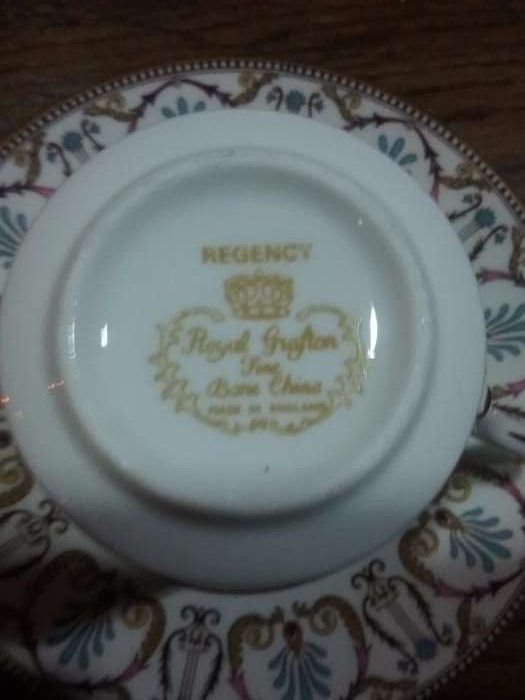 REGENCY
Royal Grafton
Fine
Bone China
MADE IN ENGLAND